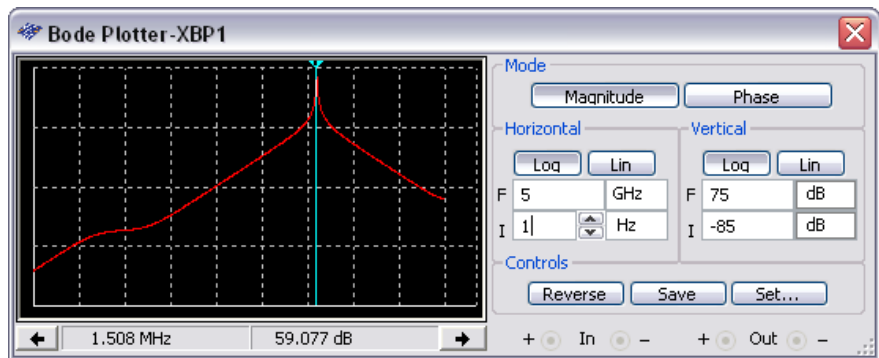 Bode Plotter-XBP1
Mode
Magnitude Phase
Horizontal Vertical
Log Lin Log Lin
F 5 GHz F 75 dB
I 1 Hz I -85 dB
Controls
Reverse Save Set...
1.508 MHz 59.077 dB + In - + Out -